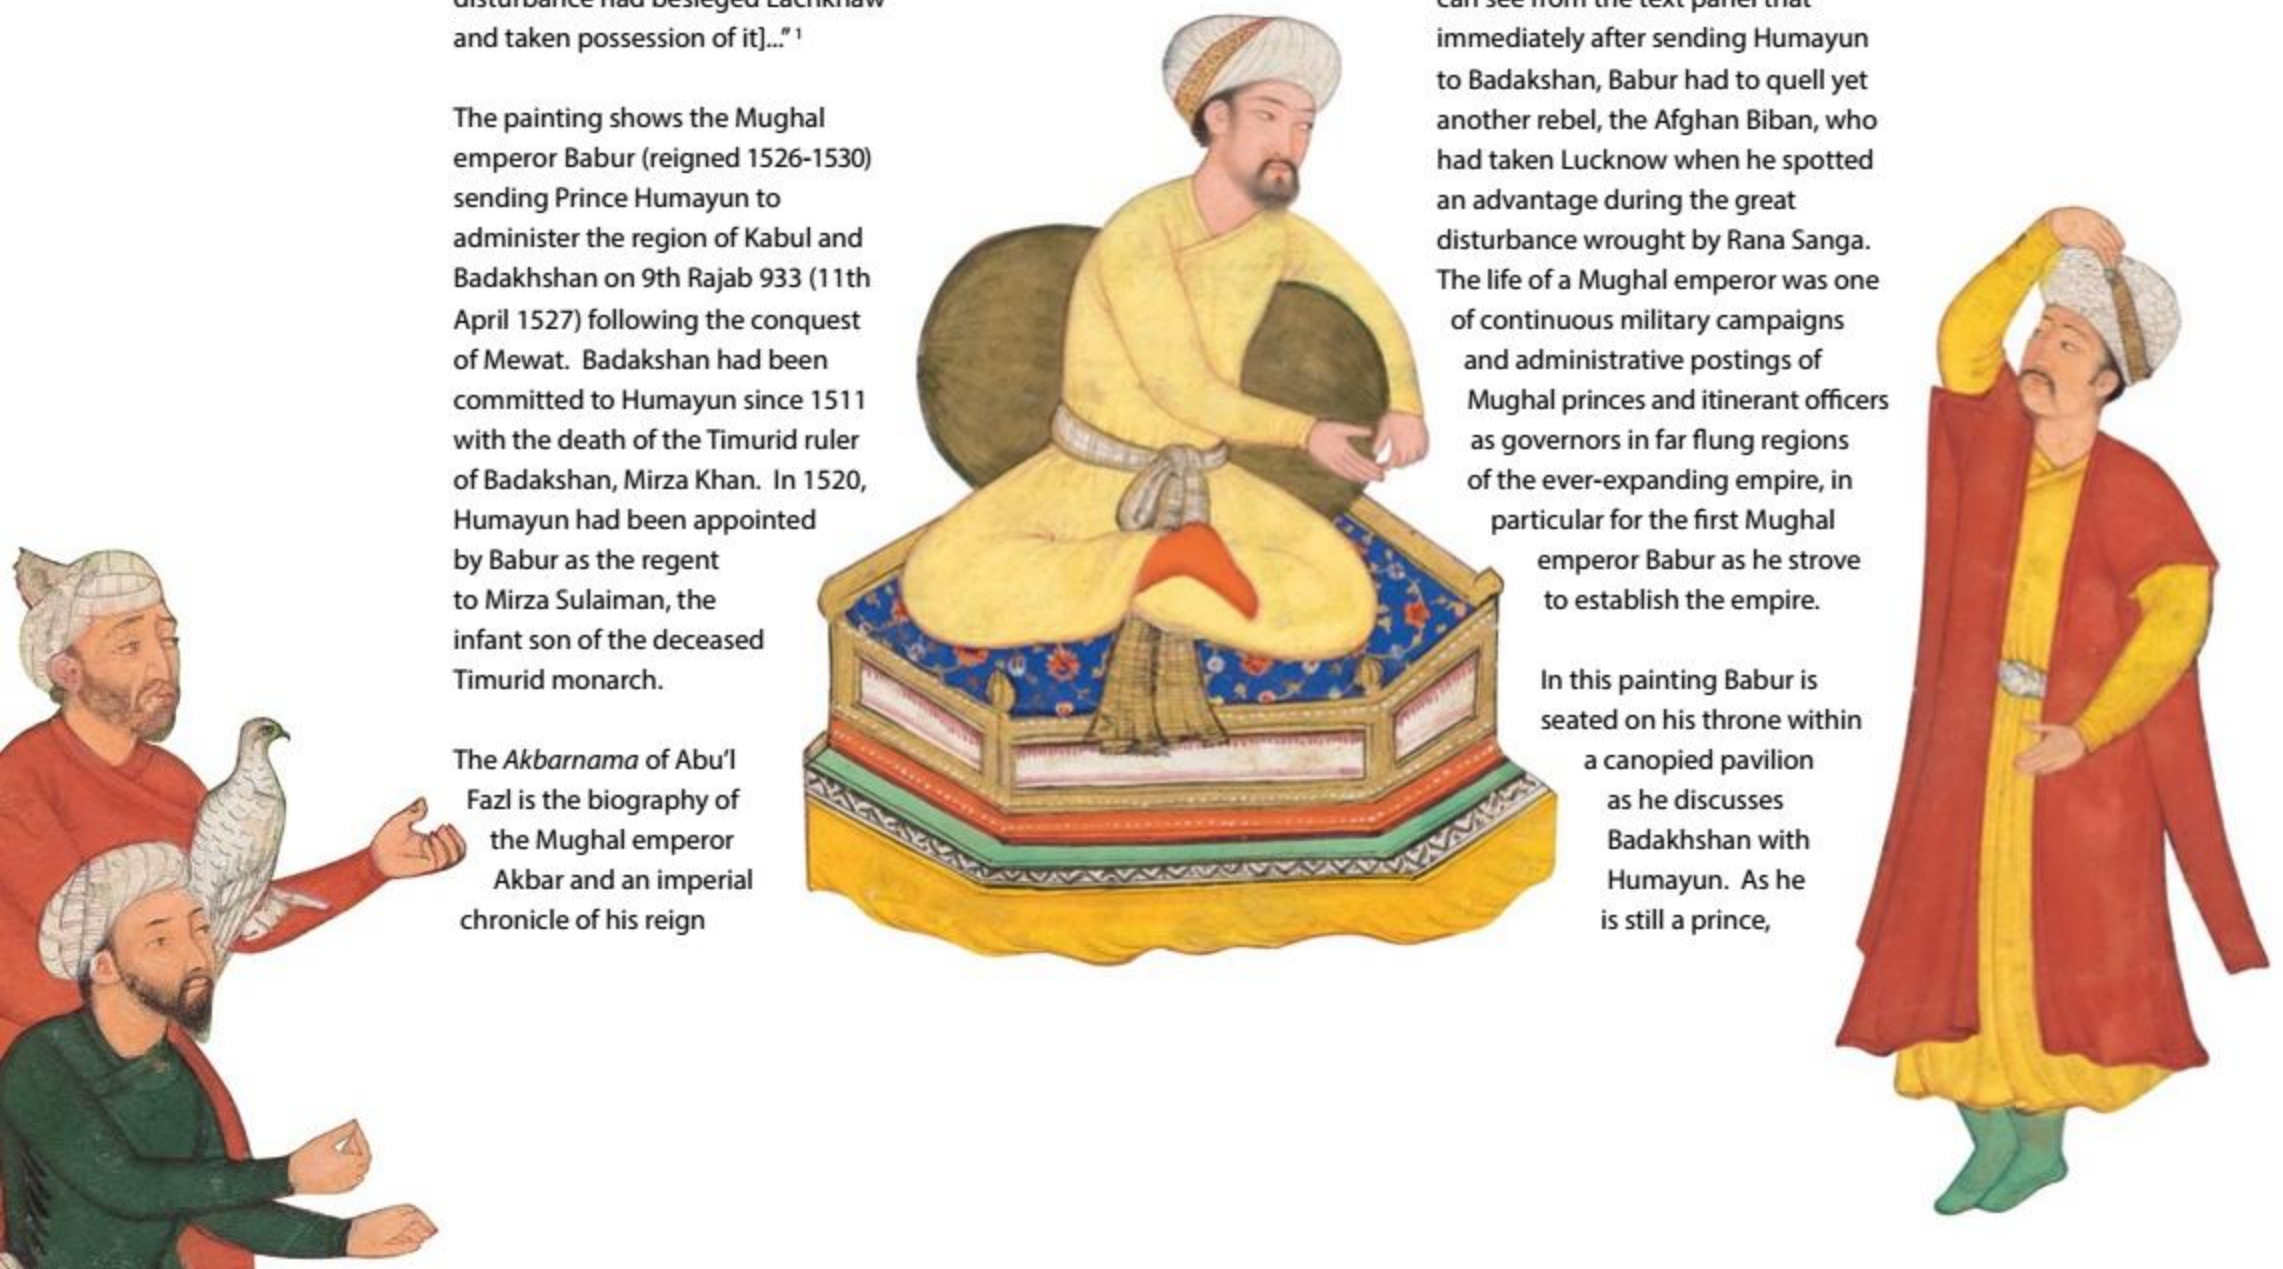 and taken possession of it]...” 1
The painting shows the Mughal
emperor Babur (reigned 1526-1530)
sending Prince Humayun to
administer the region of Kabul and
Badakhshan on 9th Rajab 933 (11th
April 1527) following the conquest
of Mewat.  Badakshan had been
committed to Humayun since 1511
with the death of the Timurid ruler
of Badakshan, Mirza Khan.  In 1520,
Humayun had been appointed
by Babur as the regent
to Mirza Sulaiman, the
infant son of the deceased
Timurid monarch.
The Akbarnama of Abu’l
Fazl is the biography of
the Mughal emperor
Akbar and an imperial
chronicle of his reign
can see from the text panel that
immediately after sending Humayun
to Badakshan, Babur had to quell yet
another rebel, the Afghan Biban, who
had taken Lucknow when he spotted
an advantage during the great
disturbance wrought by Rana Sanga.
The life of a Mughal emperor was one
of continuous military campaigns
and administrative postings of
Mughal princes and itinerant officers
as governors in far flung regions
of the ever-expanding empire, in
particular for the first Mughal
emperor Babur as he strove
to establish the empire.
In this painting Babur is
seated on his throne within
a canopied pavilion
as he discusses
Badakhshan with
Humayun.  As he
is still a prince,